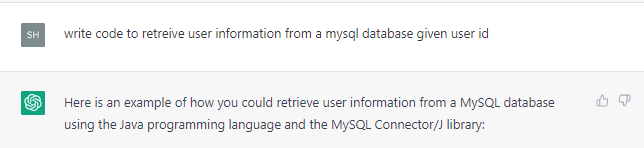 SH
write code to retreive user information from a mysql database given user id
Here is an example of how you could retrieve user information from a MySQL database
using the Java programming language and the MySQL Connector/J library: